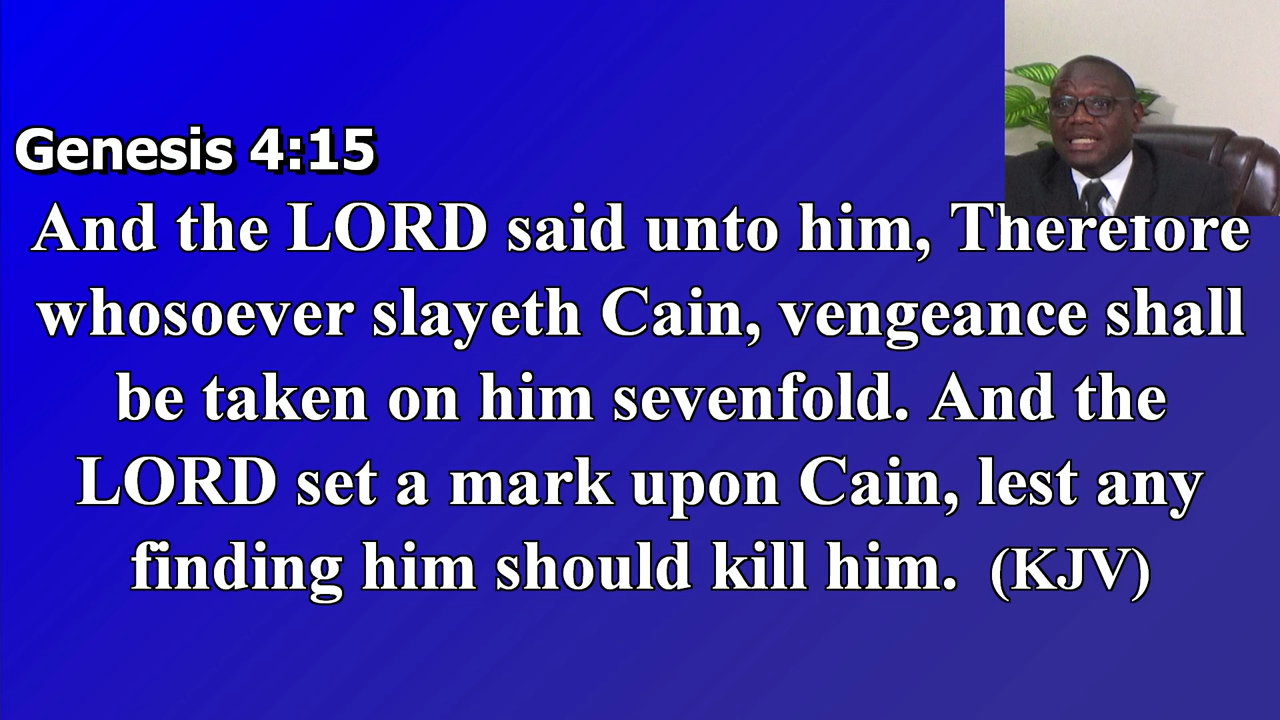 Genesis 4:15
And the LORD said unto him, Therefore
whosoever slayeth Cain, vengeance shall
be taken on him sevenfold. And the
LORD set a mark upon Cain, lest any
finding him should kill him. (KJV)